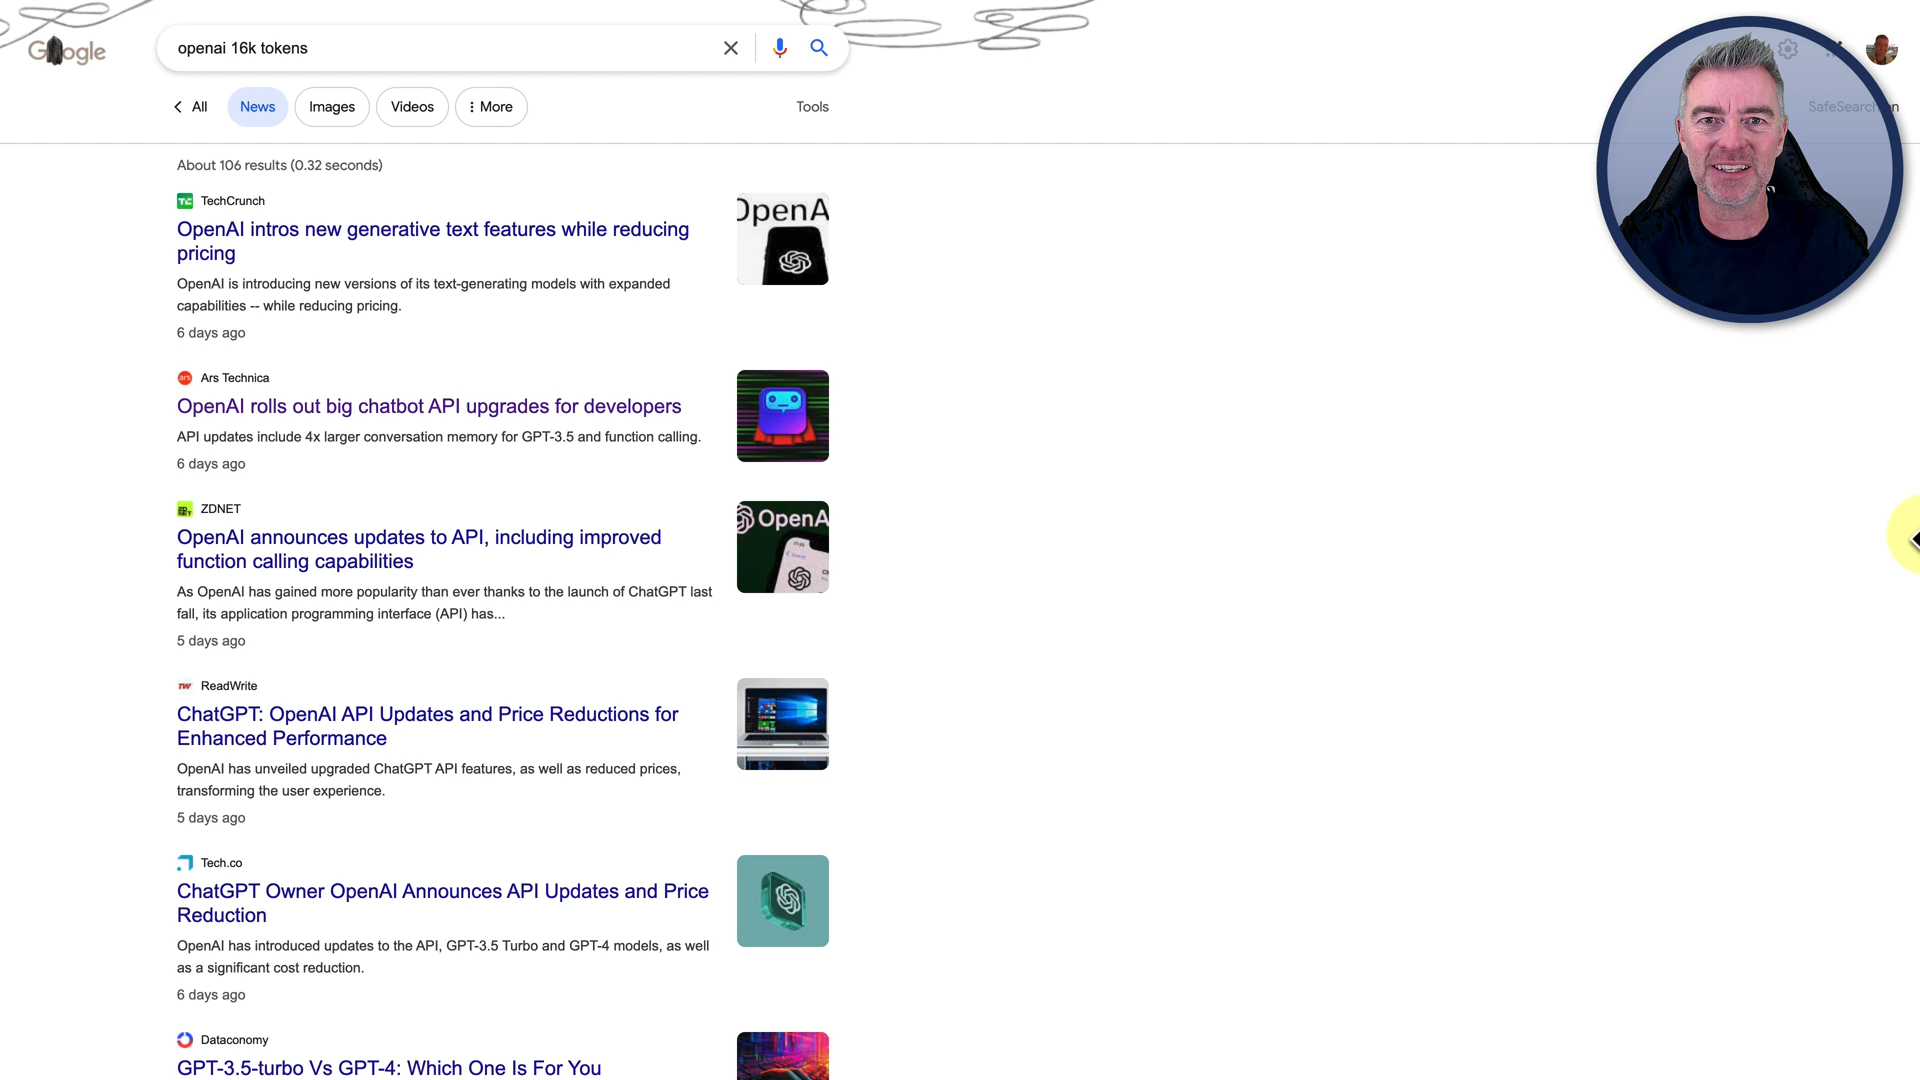 Google
openai 16k tokens
All
News
Images
Videos
More
Tools
SafeSearch on
About 106 results (0.32 seconds)
TechCrunch
OpenAI intros new generative text features while reducing
pricing
OpenAI is introducing new versions of its text-generating models with expanded
capabilities -- while reducing pricing.
6 days ago
OpenA
ars
Ars Technica
OpenAI rolls out big chatbot API upgrades for developers
API updates include 4x larger conversation memory for GPT-3.5 and function calling.
6 days ago
ZDNET
OpenAI announces updates to API, including improved
function calling capabilities
As OpenAI has gained more popularity than ever thanks to the launch of ChatGPT last
fall, its application programming interface (API) has...
5 days ago
OpenA
rw
ReadWrite
ChatGPT: OpenAI API Updates and Price Reductions for
Enhanced Performance
OpenAI has unveiled upgraded ChatGPT API features, as well as reduced prices,
transforming the user experience.
5 days ago
Tech.co
ChatGPT Owner OpenAI Announces API Updates and Price
Reduction
OpenAI has introduced updates to the API, GPT-3.5 Turbo and GPT-4 models, as well
as a significant cost reduction.
6 days ago
Dataconomy
GPT-3.5-turbo Vs GPT-4: Which One Is For You